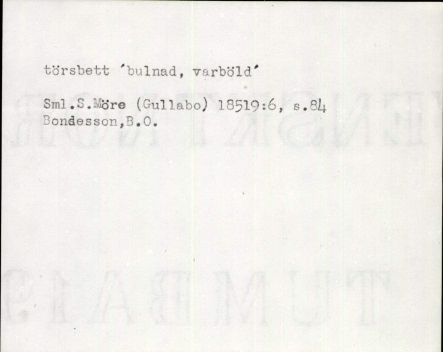 törsbett ´bulnad, varböld´
Sml.S.Möre (Gullabo) 18519:6, s.84
Bondesson,B.O.